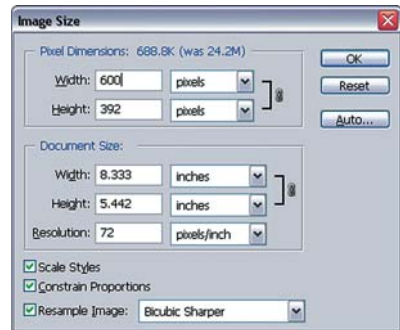 Image Size
Pixel Dimensions: 688.8K (was 24.2M)
Width: 600 pixels
Height: 392 pixels
Document Size:
Width: 8.333 inches
Height: 5.442 inches
Resolution: 72 pixels/inch
Scale Styles
Constrain Proportions
Resample Image: Bicubic Sharper
OK
Reset
Auto...